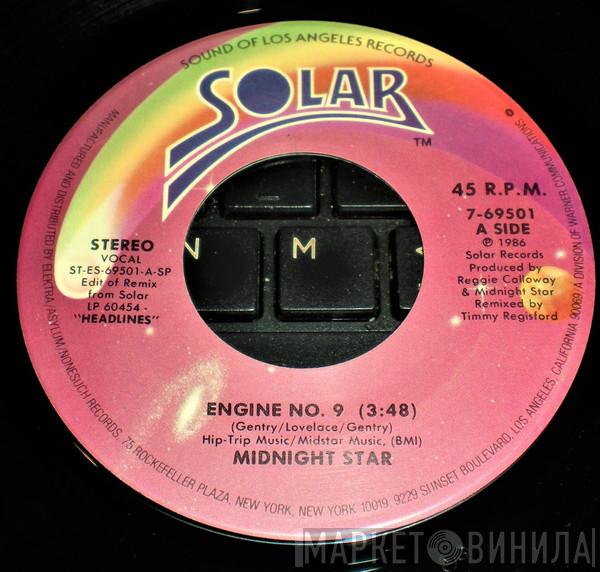 SOUND OF LOS ANGELES RECORDS
SOLAR
TM
STEREO
VOCAL
ST-ES-69501-A-SP
Edit of Remix
from Solar
LP 60454 -
"HEADLINES"
45 R.P.M.
7-69501
A SIDE
℗ 1986
Solar Records
Produced by
Reggie Calloway
& Midnight Star
Remixed by
Timmy Regisford
N
M
ENGINE NO. 9 (3:48)
(Gentry/Lovelace/Gentry)
Hip-Trip Music/Midstar Music, (BMI)
MIDNIGHT STAR
MANUFACTURED AND DISTRIBUTED BY ELEKTRA/ASYLUM/NONESUCH RECORDS, 75 ROCKEFELLER PLAZA, NEW YORK, NEW YORK 10019. 9229 SUNSET BOULEVARD, LOS ANGELES, CALIFORNIA 90069/A DIVISION OF WARNER COMMUNICATIONS
МАРКЕТ ВИНИЛА